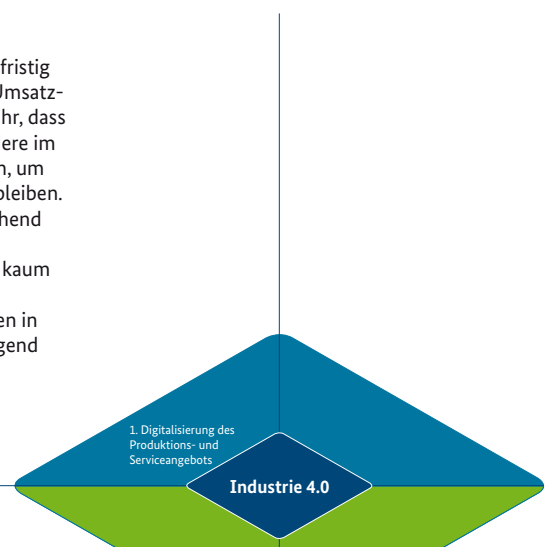 fristig
Umsatz-
hr, dass
ere im
n, um
bleiben.
hend
kaum
en in
gend
1. Digitalisierung des
Produktions- und
Serviceangebots
Industrie 4.0